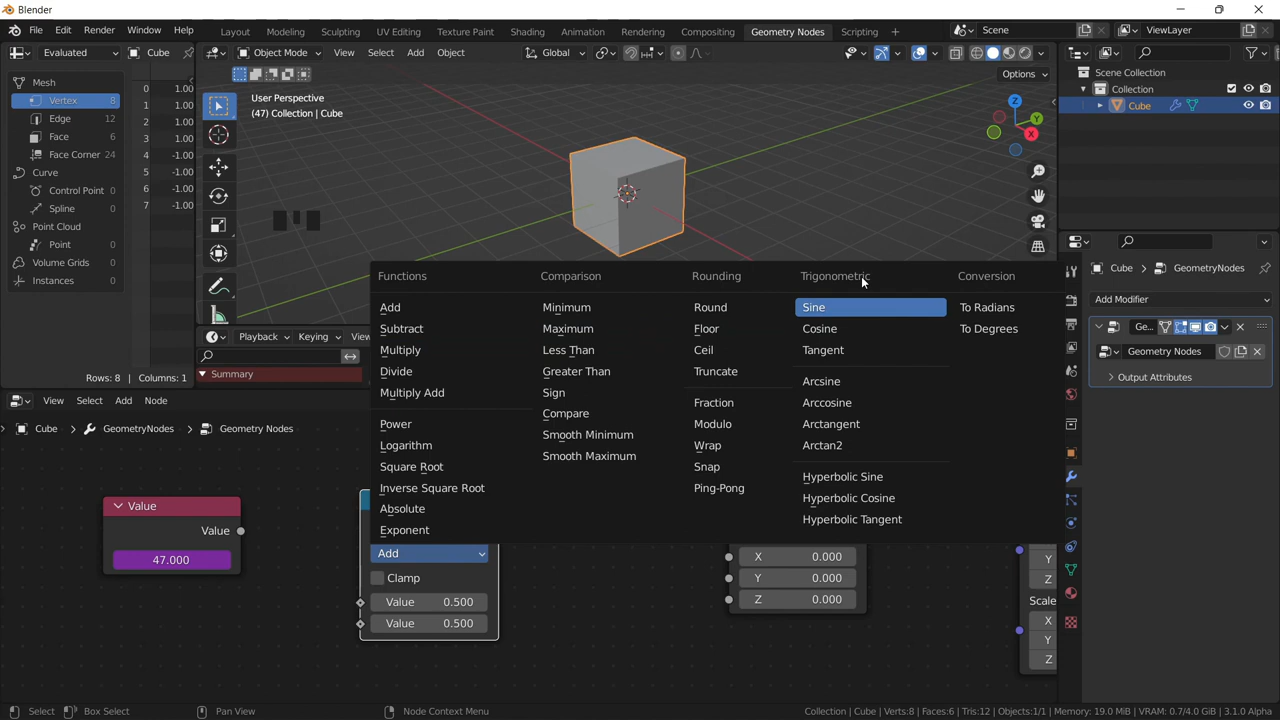 Blender
File Edit Render Window Help Layout Modeling Sculpting UV Editing Texture Paint Shading Animation Rendering Compositing Geometry Nodes Scripting + Scene ViewLayer
Evaluated Cube Object Mode View Select Add Object Global
Options
Mesh
Vertex 8
Edge 12
Face 6
Face Corner 24
Curve
Control Point 0
Spline 0
Point Cloud
Point 0
Volume Grids 0
Instances 0
0 1.00
1 1.00
2 1.00
3 1.00
4 -1.00
5 -1.00
6 -1.00
7 -1.00
Rows: 8 | Columns: 1
User Perspective
(47) Collection | Cube
Z
Y
X
Scene Collection
Collection
Cube
Playback Keying View
Summary
Functions
Add
Subtract
Multiply
Divide
Multiply Add
Power
Logarithm
Square Root
Inverse Square Root
Absolute
Exponent
Comparison
Minimum
Maximum
Less Than
Greater Than
Sign
Compare
Smooth Minimum
Smooth Maximum
Rounding
Round
Floor
Ceil
Truncate
Fraction
Modulo
Wrap
Snap
Ping-Pong
Trigonometric
Sine
Cosine
Tangent
Arcsine
Arccosine
Arctangent
Arctan2
Hyperbolic Sine
Hyperbolic Cosine
Hyperbolic Tangent
Conversion
To Radians
To Degrees
Cube GeometryNodes
Add Modifier
Ge...
Geometry Nodes
Output Attributes
View Select Add Node
Cube GeometryNodes Geometry Nodes
Value
Value
47.000
Add
Clamp
Value 0.500
Value 0.500
X 0.000
Y 0.000
Z 0.000
Y
Z
Scale
X
Y
Z
Select Box Select Pan View Node Context Menu Collection | Cube | Verts:8 | Faces:6 | Tris:12 | Objects:1/1 | Memory: 19.0 MiB | VRAM: 0.7/4.0 GiB | 3.1.0 Alpha